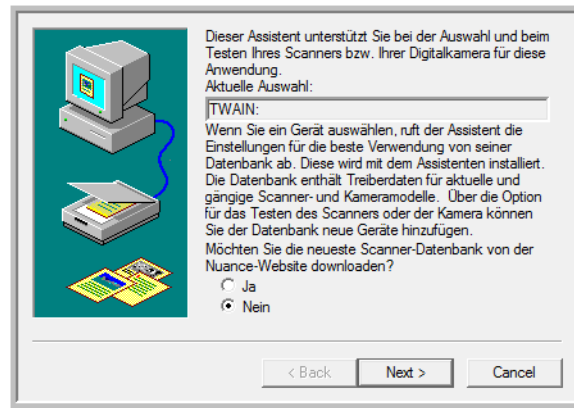 Dieser Assistent unterstützt Sie bei der Auswahl und beim
Testen Ihres Scanners bzw. Ihrer Digitalkamera für diese
Anwendung.
Aktuelle Auswahl:
TWAIN:
Wenn Sie ein Gerät auswählen, ruft der Assistent die
Einstellungen für die beste Verwendung von seiner
Datenbank ab. Diese wird mit dem Assistenten installiert.
Die Datenbank enthält Treiberdaten für aktuelle und
gängige Scanner- und Kameramodelle. Über die Option
für das Testen des Scanners oder der Kamera können
Sie der Datenbank neue Geräte hinzufügen.
Möchten Sie die neueste Scanner-Datenbank von der
Nuance-Website downloaden?
Ja
Nein
< Back Next > Cancel